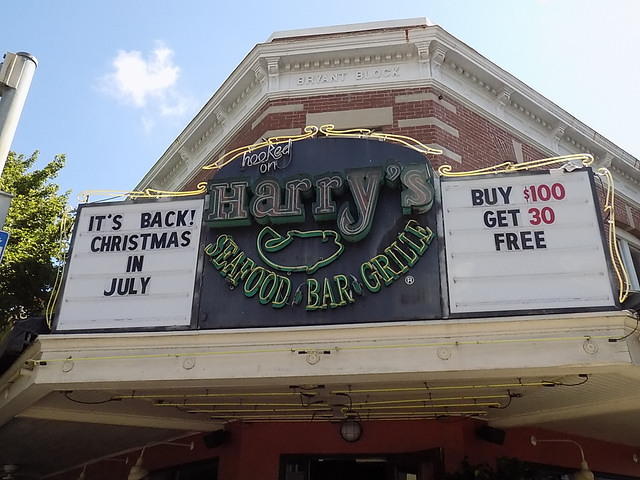 BRYANT BLOCK
hooked
on
Harry's
SEAFOOD BAR GRILLE
®
IT'S BACK!
CHRISTMAS
IN
JULY
BUY $100
GET 30
FREE